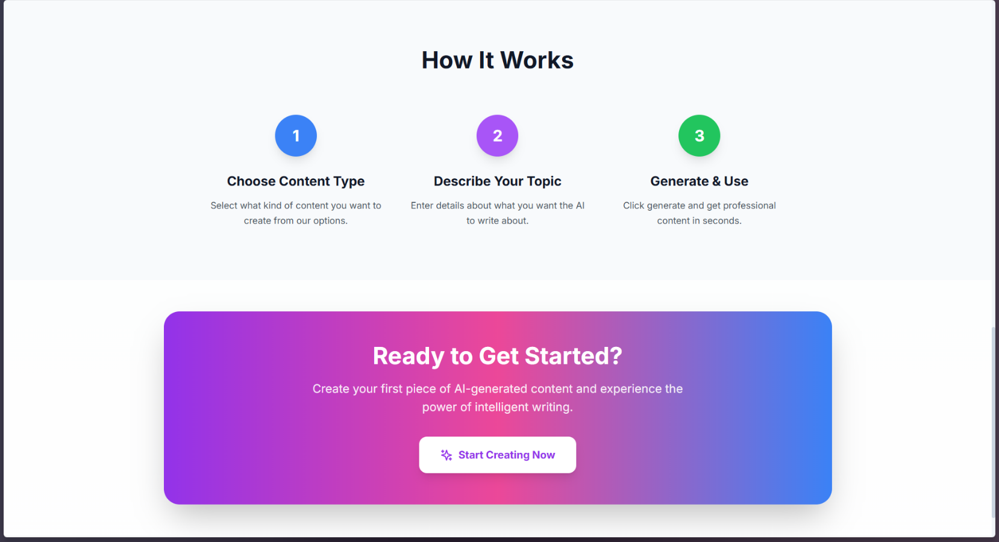 How It Works
1
2
3
Choose Content Type
Select what kind of content you want to
create from our options.
Describe Your Topic
Enter details about what you want the AI
to write about.
Generate & Use
Click generate and get professional
content in seconds.
Ready to Get Started?
Create your first piece of AI-generated content and experience the
power of intelligent writing.
Start Creating Now